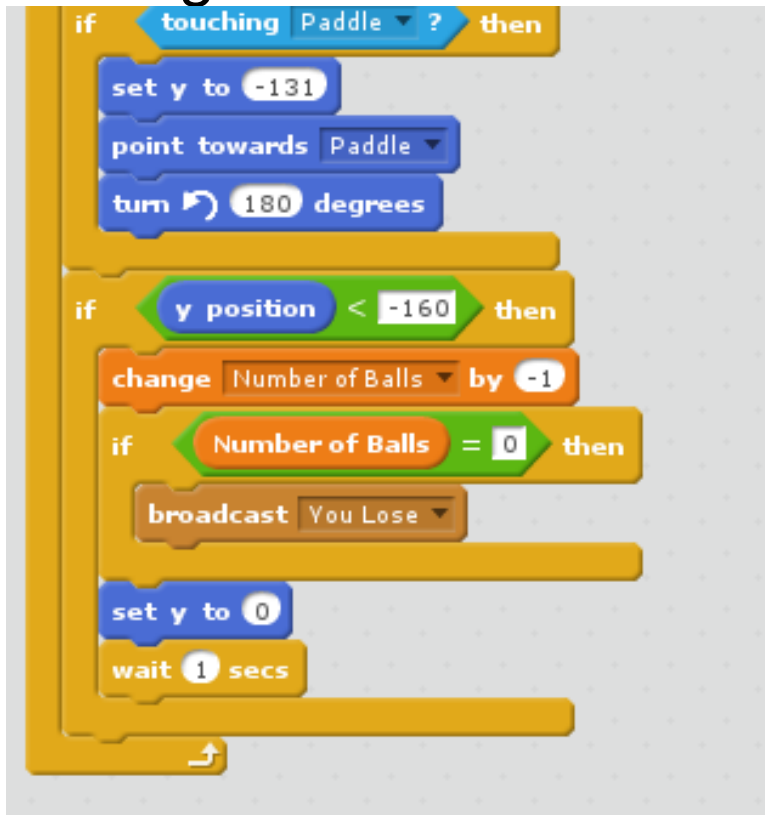 if touching Paddle ? then
set y to -131
point towards Paddle
turn 180 degrees
if y position < -160 then
change Number of Balls by -1
if Number of Balls = 0 then
broadcast You Lose
set y to 0
wait 1 secs